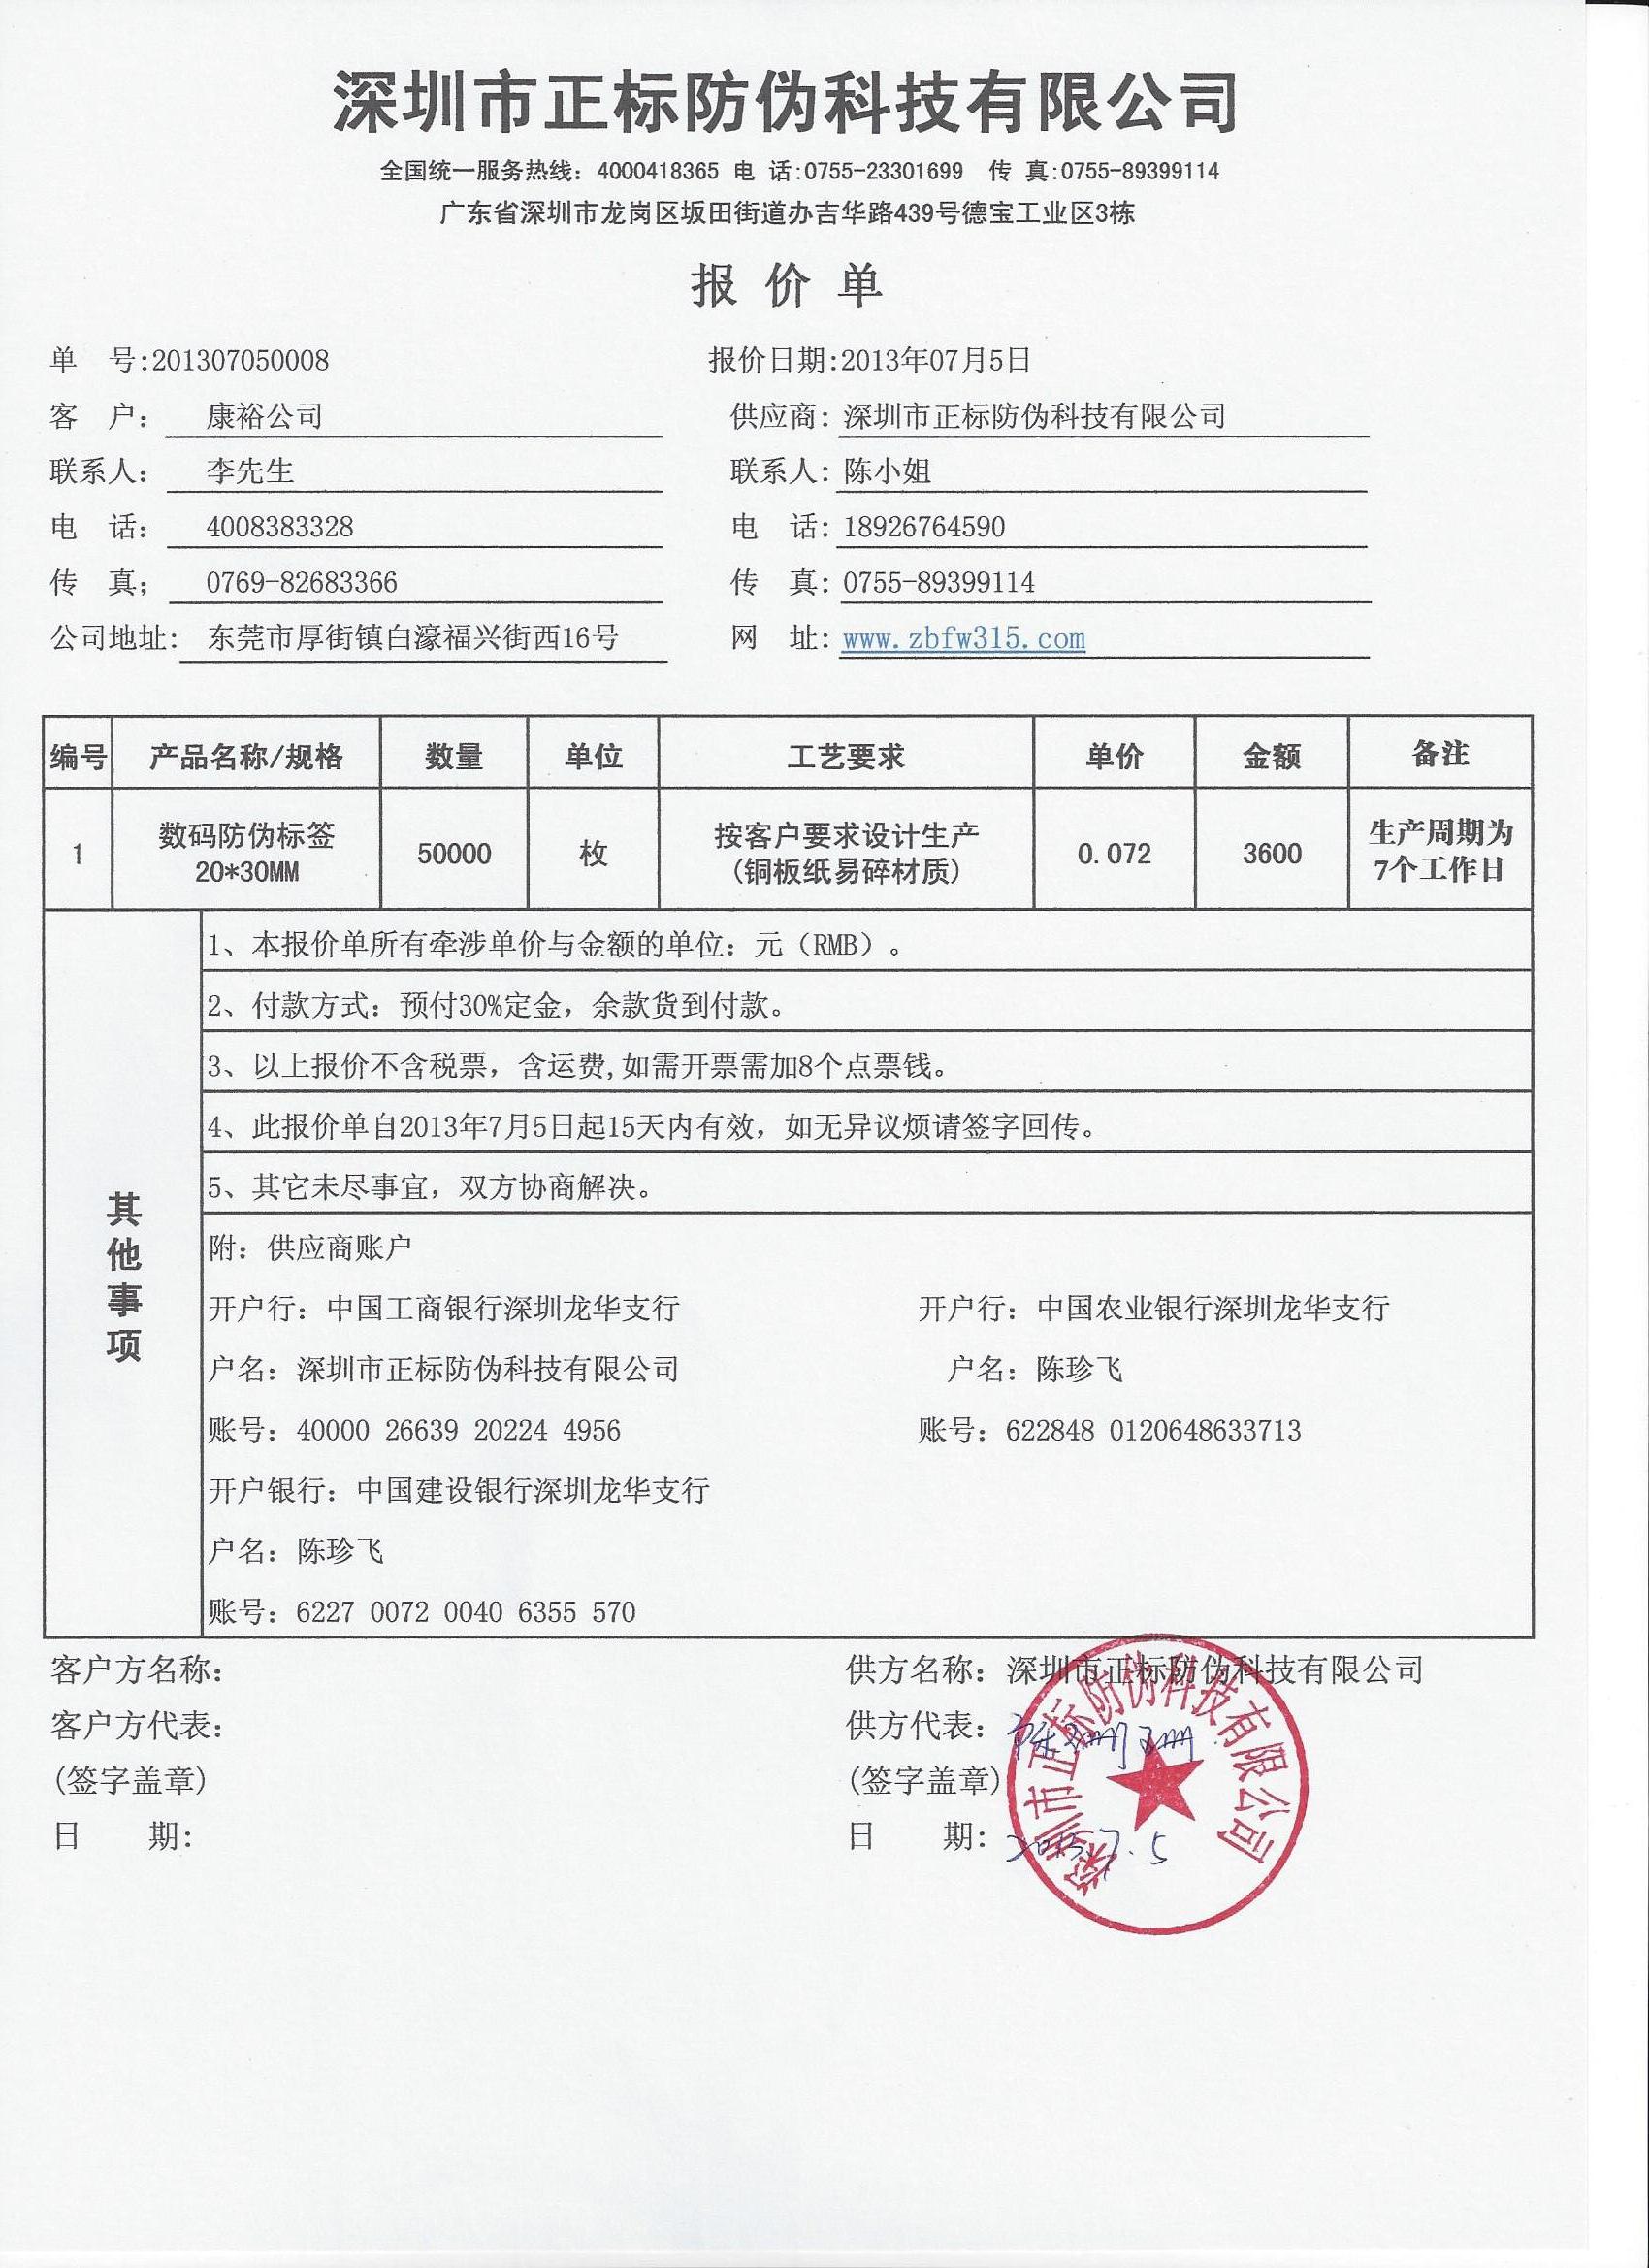 深圳市正标防伪科技有限公司
全国统一服务热线：4000418365 电 话:0755-23301699 传 真:0755-89399114
广东省深圳市龙岗区坂田街道办吉华路439号德宝工业区3栋
报 价 单
单 号:201307050008 报价日期:2013年07月5日
客 户： 康裕公司 供应商：深圳市正标防伪科技有限公司
联系人： 李先生 联系人：陈小姐
电 话： 4008383328 电 话：18926764590
传 真； 0769-82683366 传 真：0755-89399114
公司地址： 东莞市厚街镇白濠福兴街西16号 网 址：www.zbfw315.com
编号 产品名称/规格 数量 单位 工艺要求 单价 金额 备注
1 数码防伪标签 20*30MM 50000 枚 按客户要求设计生产 (铜板纸易碎材质) 0.072 3600 生产周期为7个工作日
其他事项
1、本报价单所有牵涉单价与金额的单位：元（RMB）。
2、付款方式：预付30%定金，余款货到付款。
3、以上报价不含税票，含运费,如需开票需加8个点票钱。
4、此报价单自2013年7月5日起15天内有效，如无异议烦请签字回传。
5、其它未尽事宜，双方协商解决。
附：供应商账户
开户行：中国工商银行深圳龙华支行 开户行：中国农业银行深圳龙华支行
户名：深圳市正标防伪科技有限公司 户名：陈珍飞
账号：40000 26639 20224 4956 账号：622848 0120648633713
开户银行：中国建设银行深圳龙华支行
户名：陈珍飞
账号：6227 0072 0040 6355 570
客户方名称： 供方名称：深圳市正标防伪科技有限公司
客户方代表： 供方代表：
(签字盖章) (签字盖章)
日 期： 日 期：
深圳市正标防伪科技有限公司